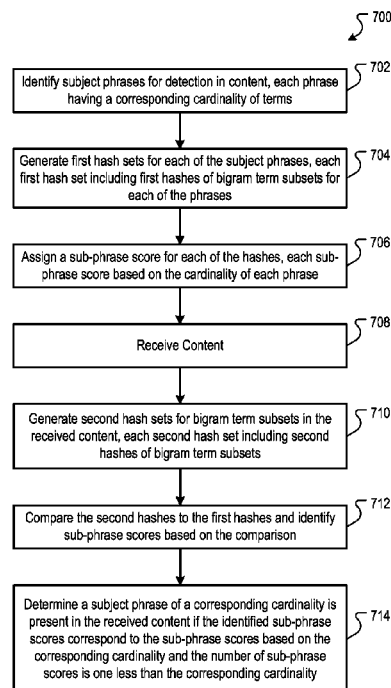 700
702
Identify subject phrases for detection in content, each phrase
having a corresponding cardinality of terms
704
Generate first hash sets for each of the subject phrases, each
first hash set including first hashes of bigram term subsets for
each of the phrases
706
Assign a sub-phrase score for each of the hashes, each sub-
phrase score based on the cardinality of each phrase
708
Receive Content
710
Generate second hash sets for bigram term subsets in the
received content, each second hash set including second
hashes of bigram term subsets
712
Compare the second hashes to the first hashes and identify
sub-phrase scores based on the comparison
714
Determine a subject phrase of a corresponding cardinality is
present in the received content if the identified sub-phrase
scores correspond to the sub-phrase scores based on the
corresponding cardinality and the number of sub-phrase
scores is one less than the corresponding cardinality